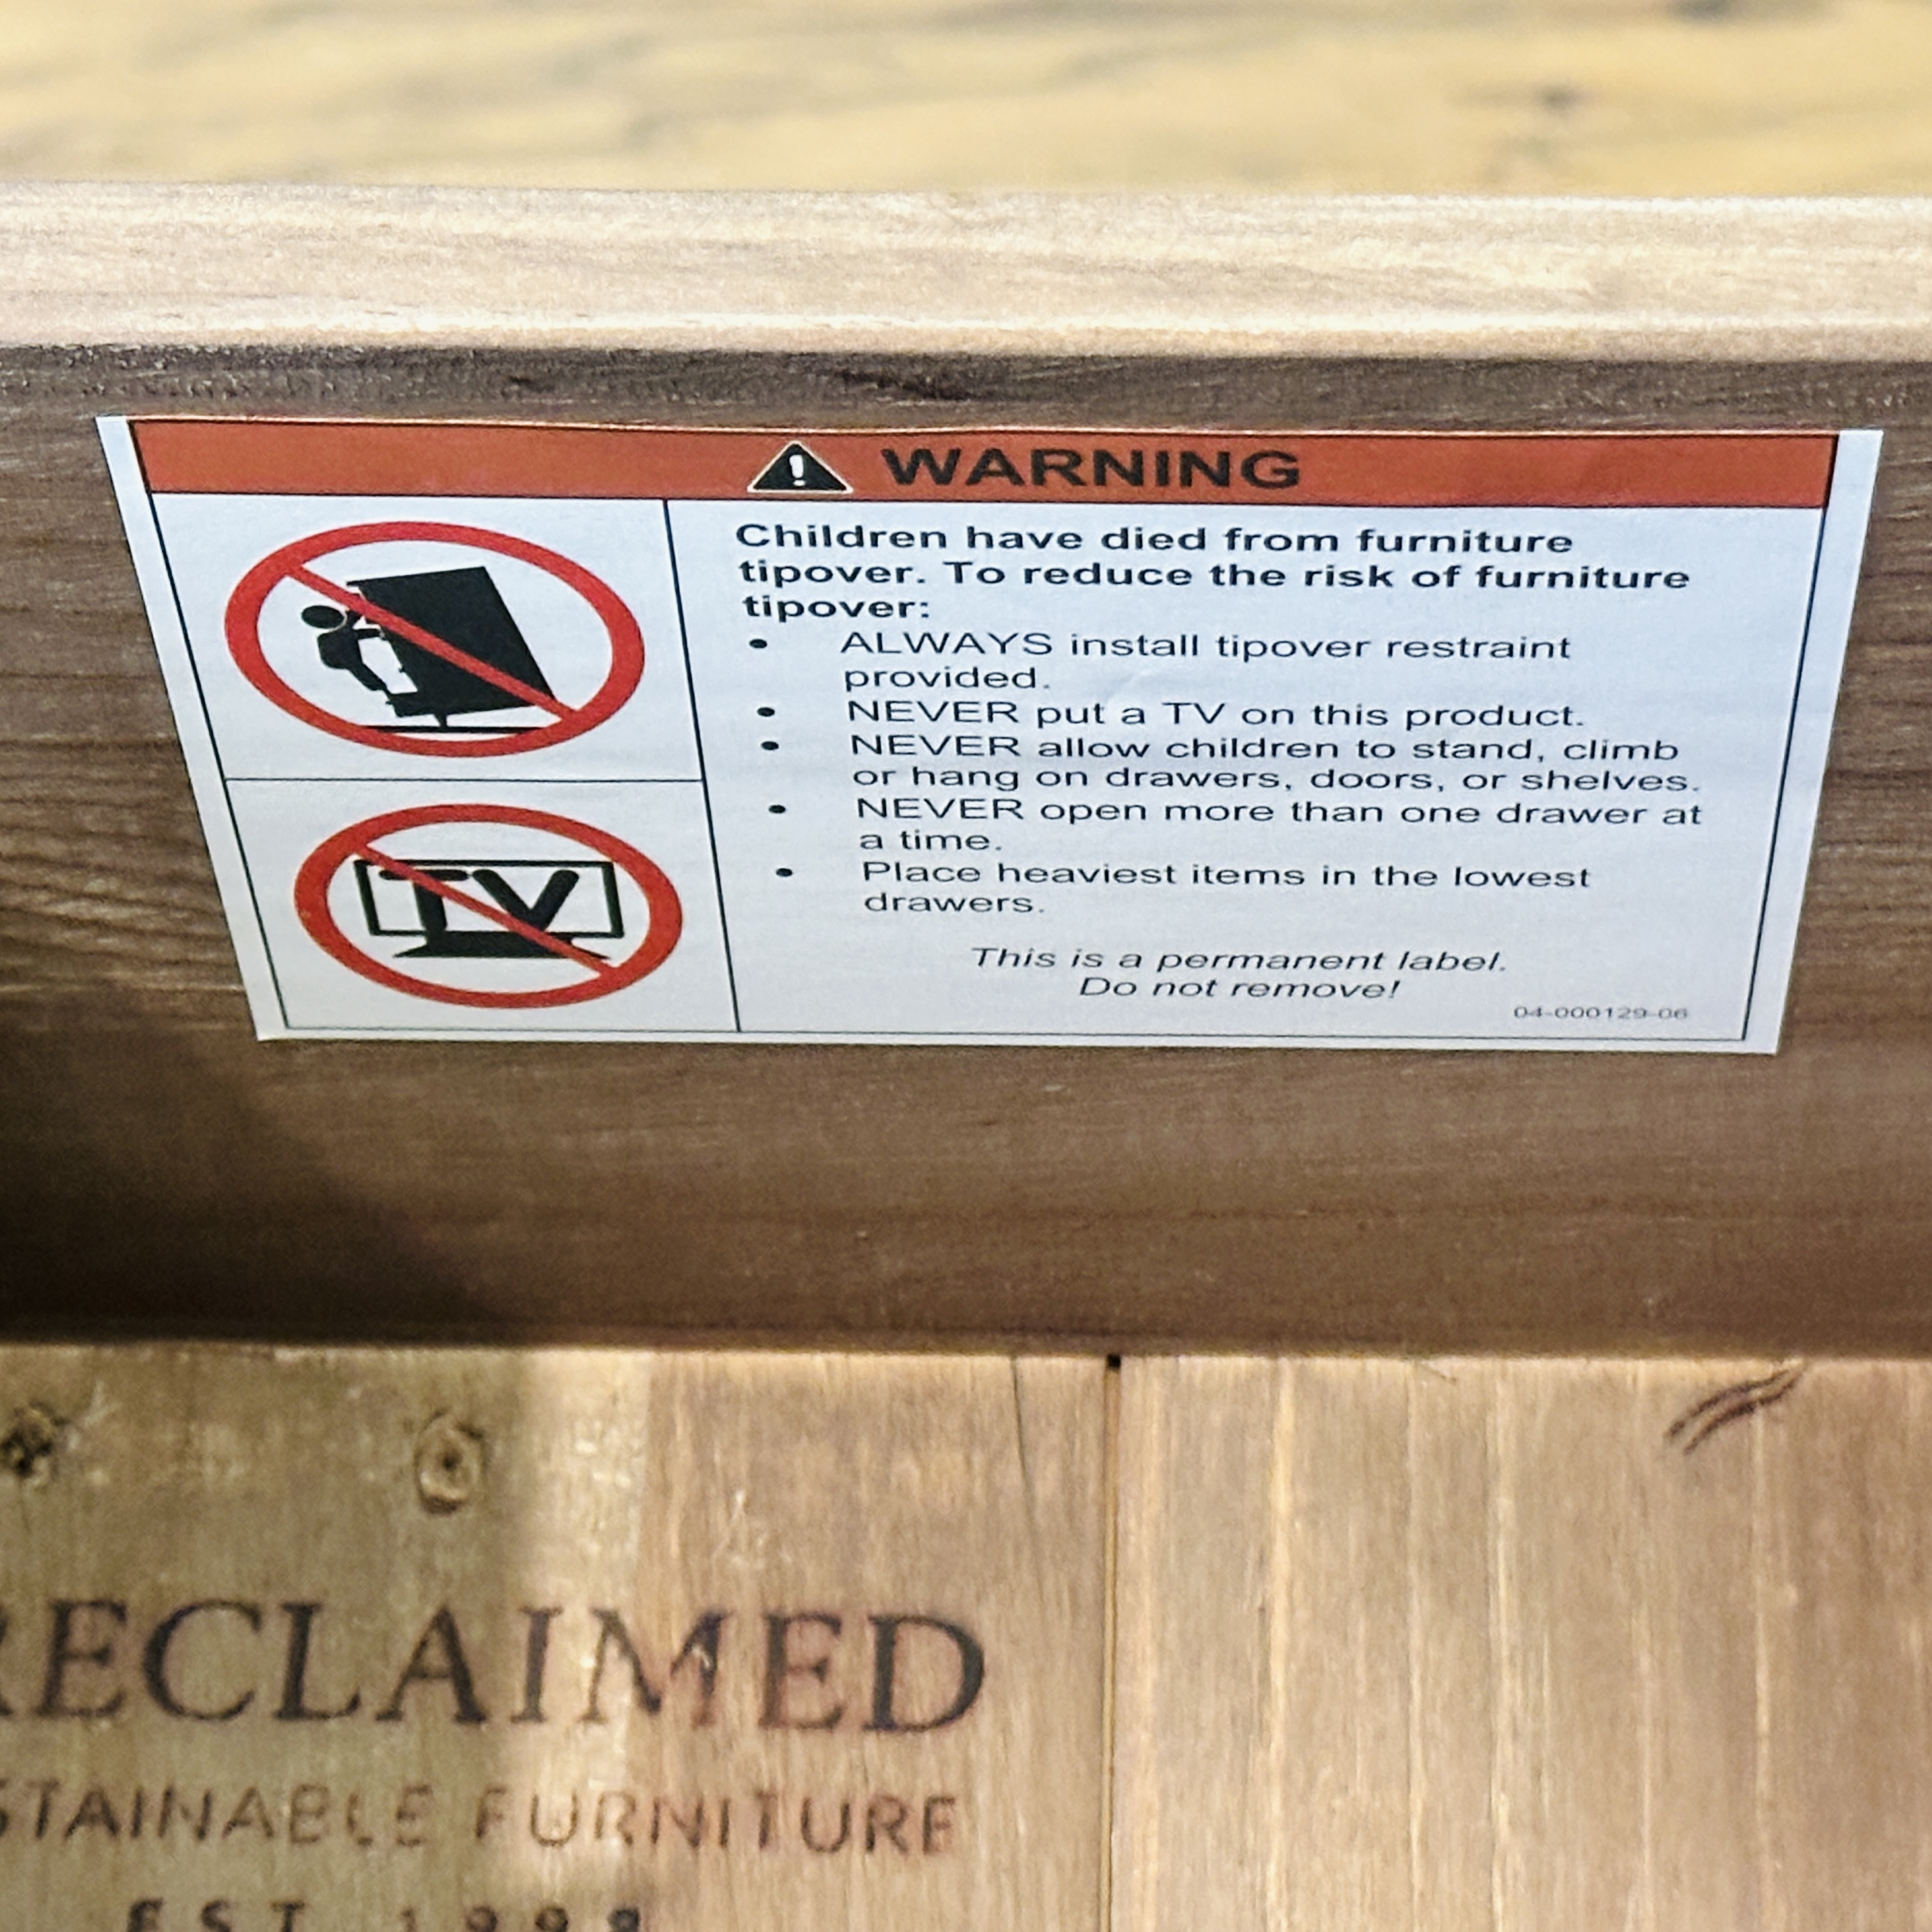 WARNING
Children have died from furniture
tipover. To reduce the risk of furniture
tipover:
• ALWAYS install tipover restraint
provided.
• NEVER put a TV on this product.
• NEVER allow children to stand, climb
or hang on drawers, doors, or shelves.
• NEVER open more than one drawer at
a time.
• Place heaviest items in the lowest
drawers.
This is a permanent label.
Do not remove!
04-000129-06
TV
RECLAIMED
STAINABLE FURNITURE
EST 1998